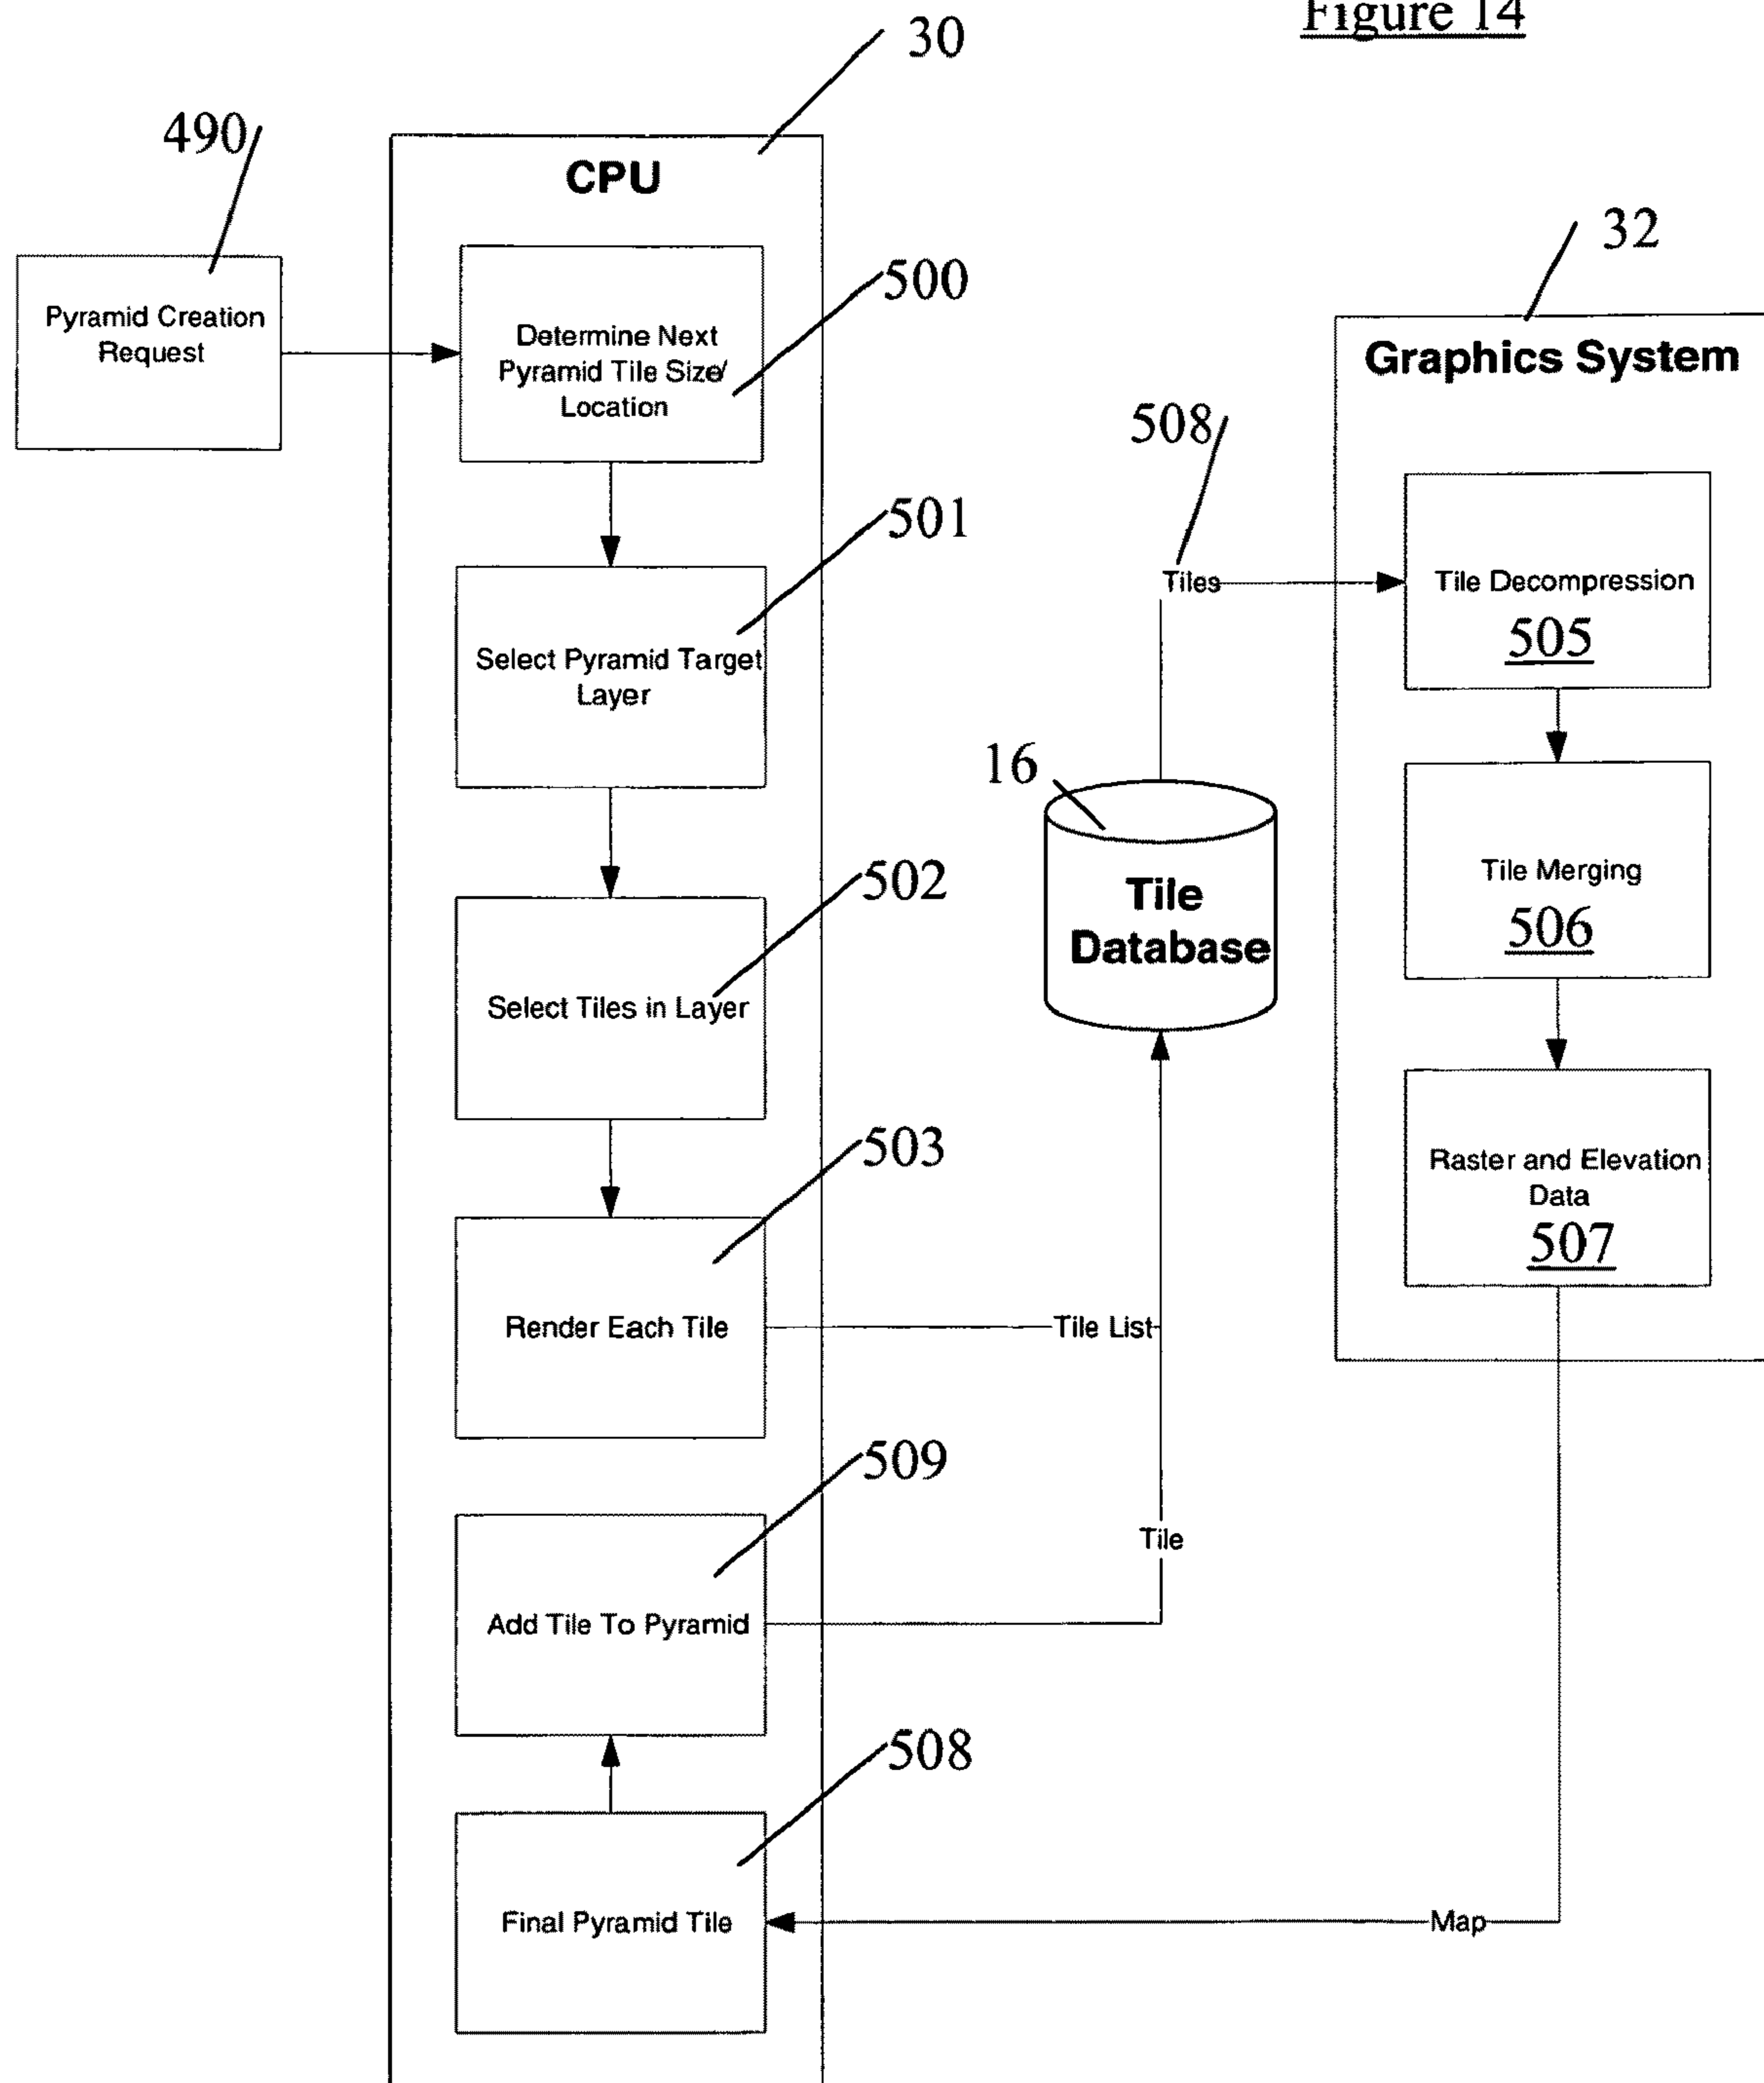 Figure 14
30
490
CPU
32
Pyramid Creation
Request
500
Determine Next
Pyramid Tile Size/
Location
Graphics System
508
501
Tiles
Tile Decompression
505
Select Pyramid Target
Layer
16
502
Tile Merging
506
Tile
Database
Select Tiles in Layer
503
Raster and Elevation
Data
507
Render Each Tile
Tile List
509
Tile
Add Tile To Pyramid
508
Final Pyramid Tile
Map